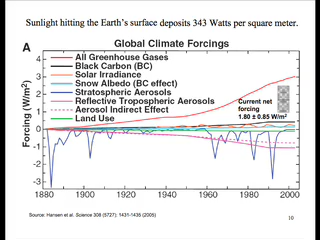 Sunlight hitting the Earth's surface deposits 343 Watts per square meter.
A
Global Climate Forcings
All Greenhouse Gases
Black Carbon (BC)
Solar Irradiance
Snow Albedo (BC effect)
Stratospheric Aerosols
Reflective Tropospheric Aerosols
Aerosol Indirect Effect
Land Use
Current net
forcing
1.80 ± 0.85 W/m²
Forcing (W/m²)
4
3
2
1
0
-1
-2
-3
1880 1900 1920 1940 1960 1980 2000
Source: Hansen et al. Science 308 (5727): 1431-1435 (2005)
10